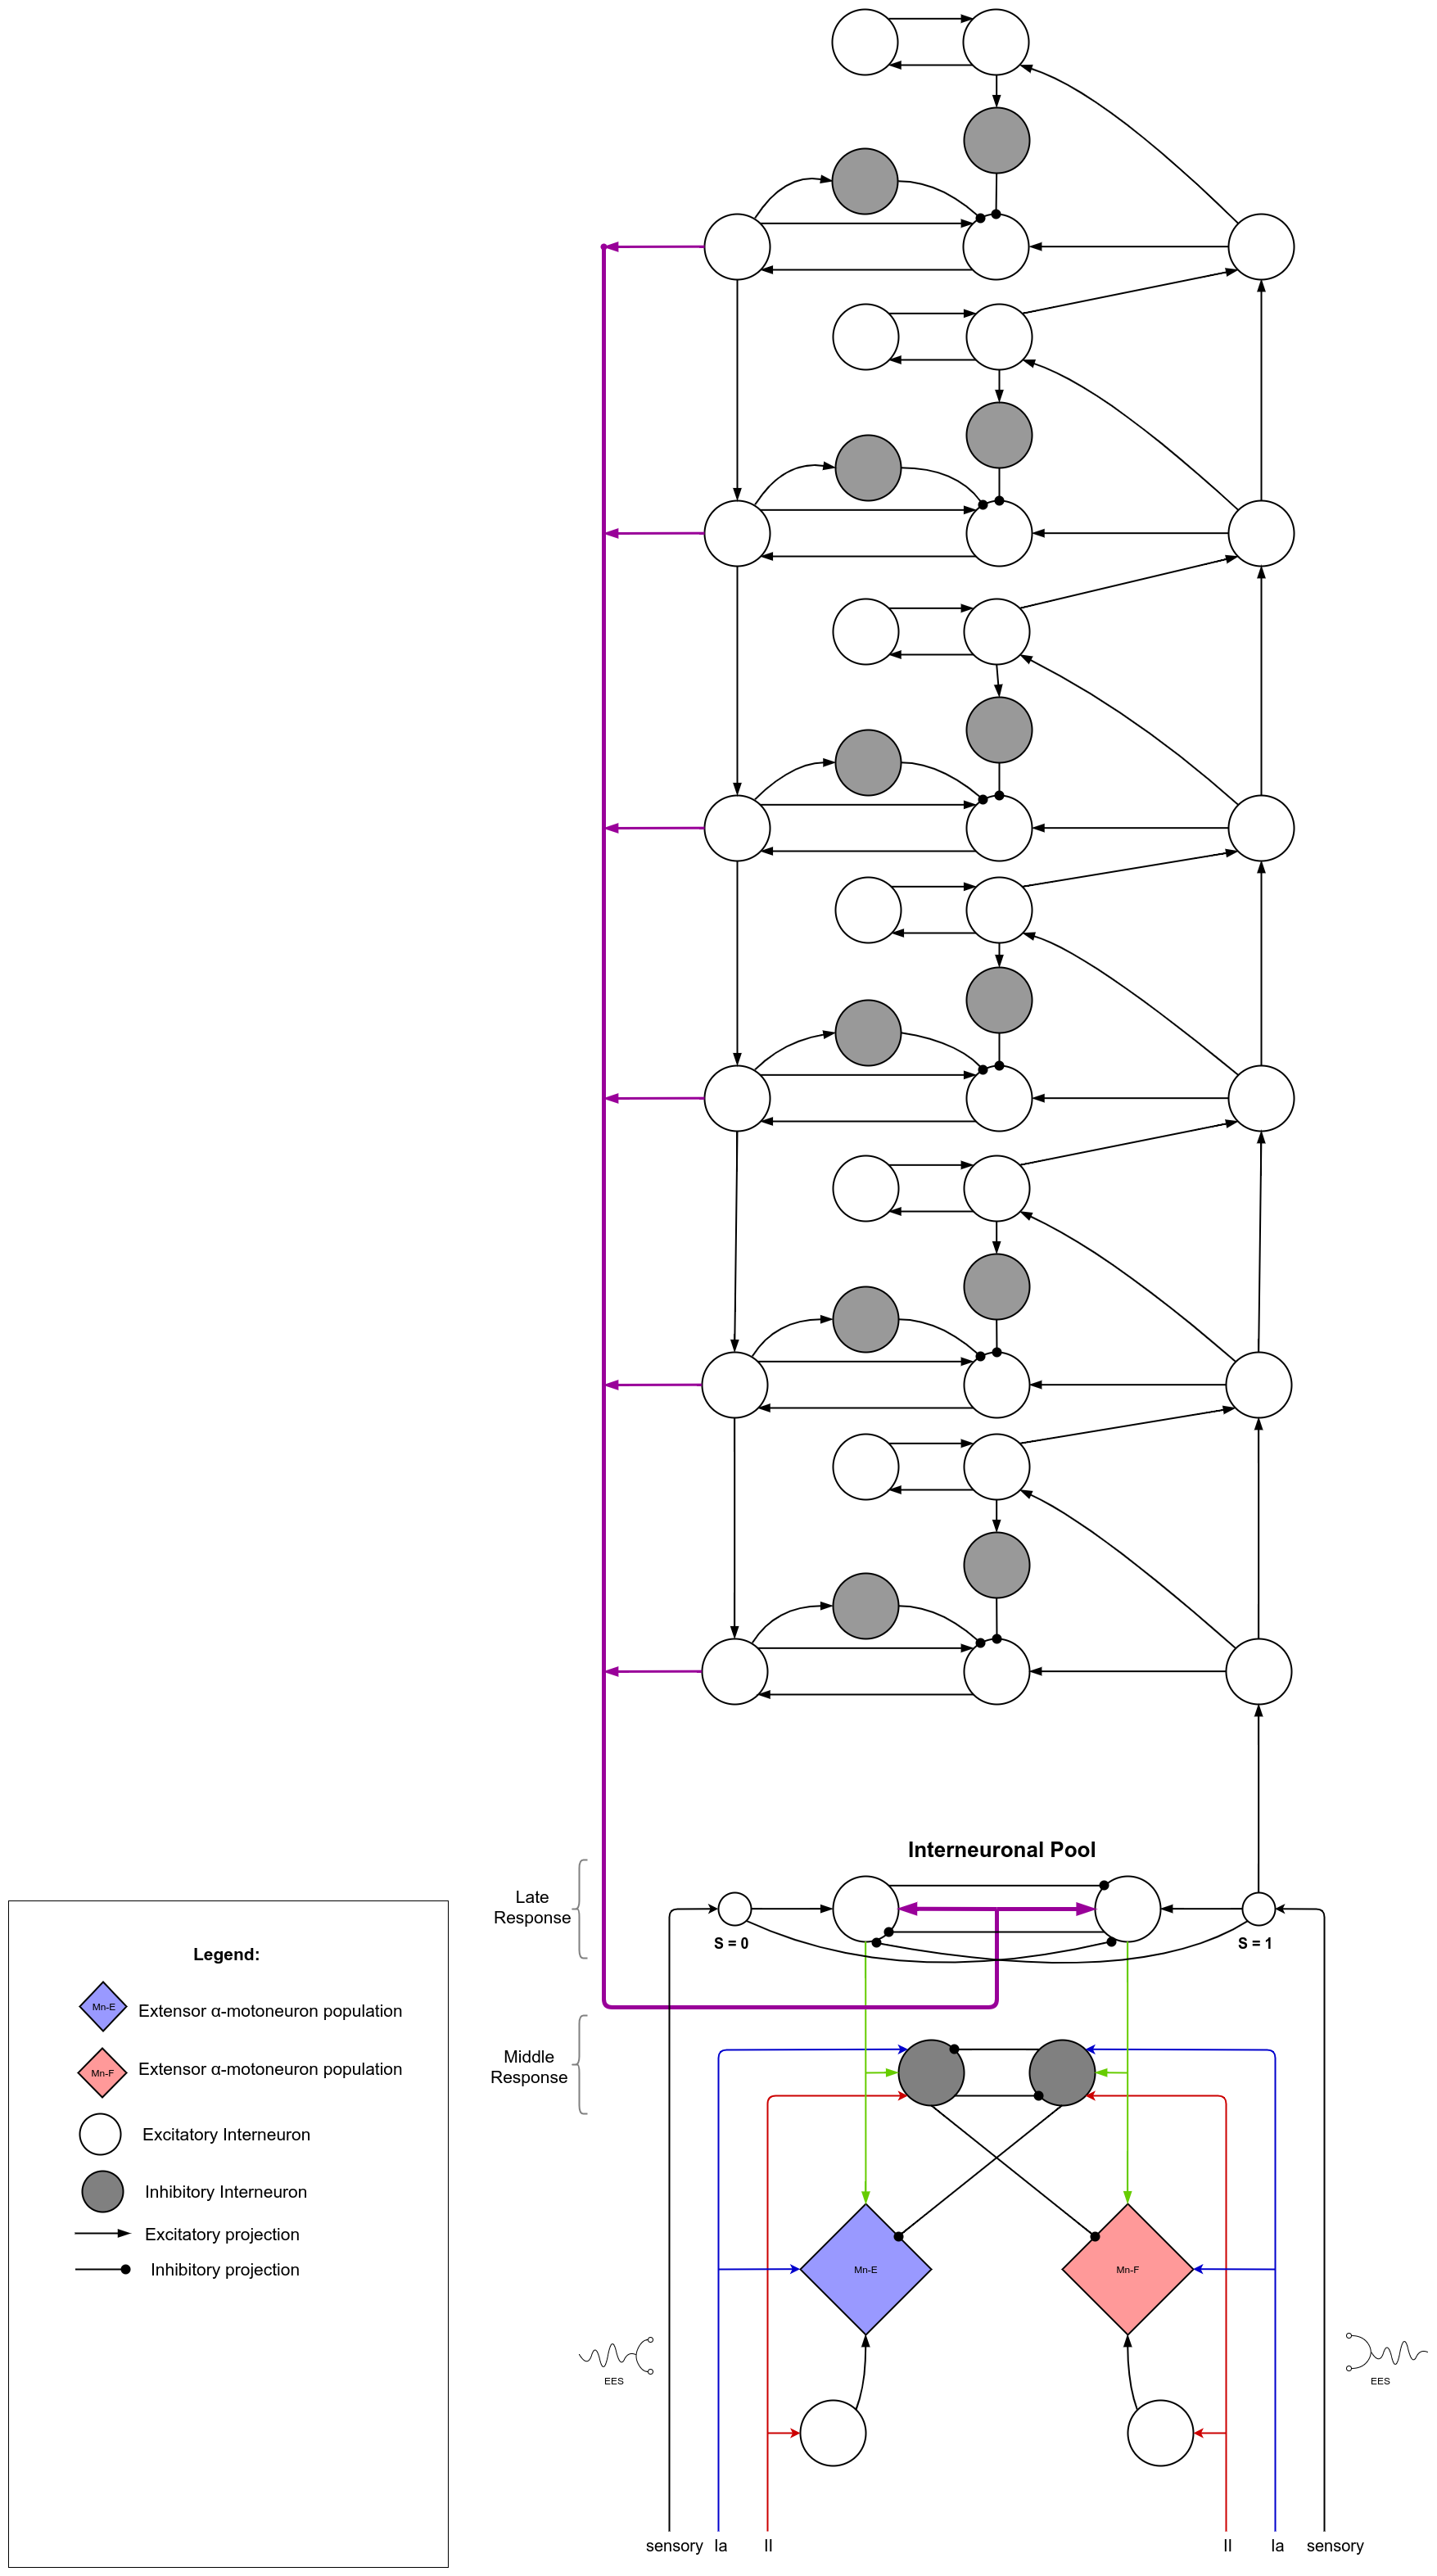 Interneuronal Pool
Late
Response
S = 0
S = 1
Legend:
Mn-E
Extensor α-motoneuron population
Mn-F
Extensor α-motoneuron population
Excitatory Interneuron
Inhibitory Interneuron
Excitatory projection
Inhibitory projection
Middle
Response
Mn-E
Mn-F
EES
EES
sensory
Ia
II
II
Ia
sensory